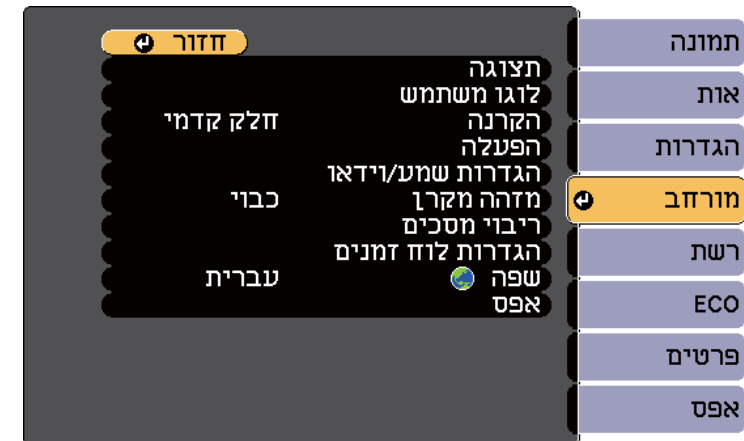 תמונה
אות
הגדרות
מורחב
רשת
ECO
פרטים
אפס
חזור
תצוגה
לוגו משתמש
הקרנה חלק קדמי
הפעלה
הגדרות שמע/וידאו
מזהה מקרן כבוי
ריבוי מסכים
הגדרות לוח זמנים
שפה עברית
אפס